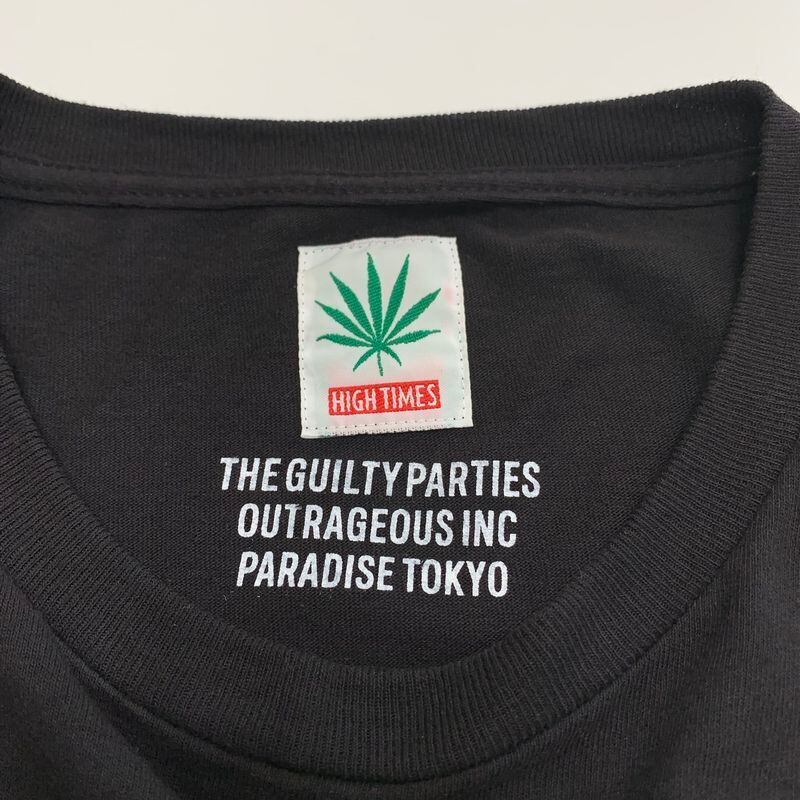 HIGH TIMES
THE GUILTY PARTIES
OUTRAGEOUS INC
PARADISE TOKYO